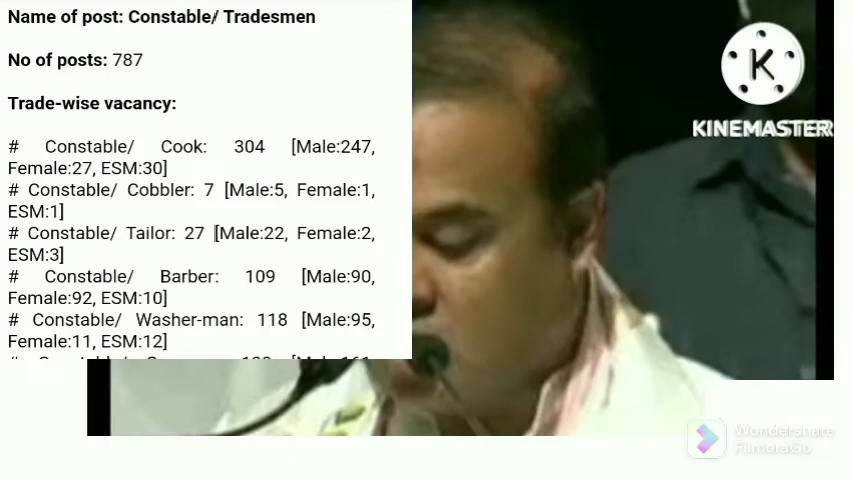 Name of post: Constable/ Tradesmen
No of posts: 787
Trade-wise vacancy:
# Constable/ Cook: 304 [Male:247,
Female:27, ESM:30]
# Constable/ Cobbler: 7 [Male:5, Female:1,
ESM:1]
# Constable/ Tailor: 27 [Male:22, Female:2,
ESM:3]
# Constable/ Barber: 109 [Male:90,
Female:92, ESM:10]
# Constable/ Washer-man: 118 [Male:95,
Female:11, ESM:12]
KINEMASTER
Wondershare
FilmoraGo